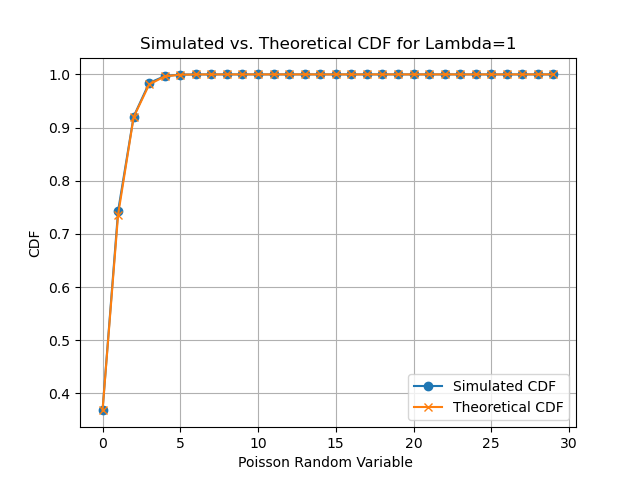 Simulated vs. Theoretical CDF for Lambda=1
1.0
0.9
0.8
0.7
0.6
0.5
0.4
CDF
Simulated CDF
Theoretical CDF
0 5 10 15 20 25 30
Poisson Random Variable